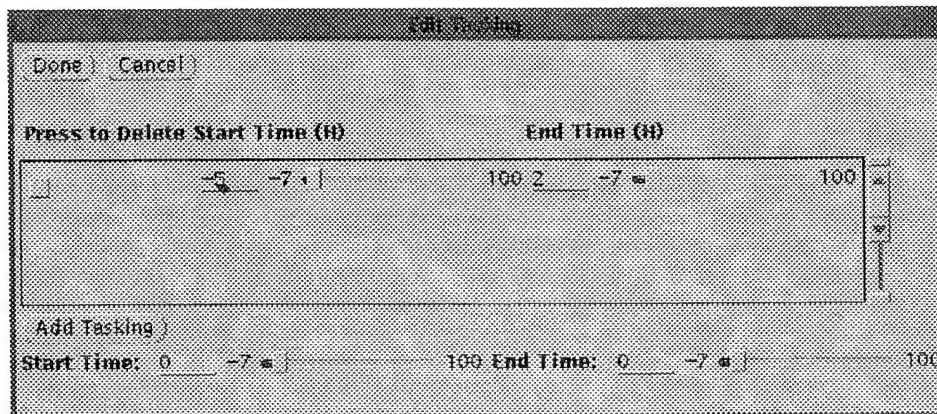 Edit Tasking
Done Cancel
Press to Delete Start Time (H) End Time (H)
-5 -7 100 2 -7 100
Add Tasking
Start Time: 0 -7 100 End Time: 0 -7 100